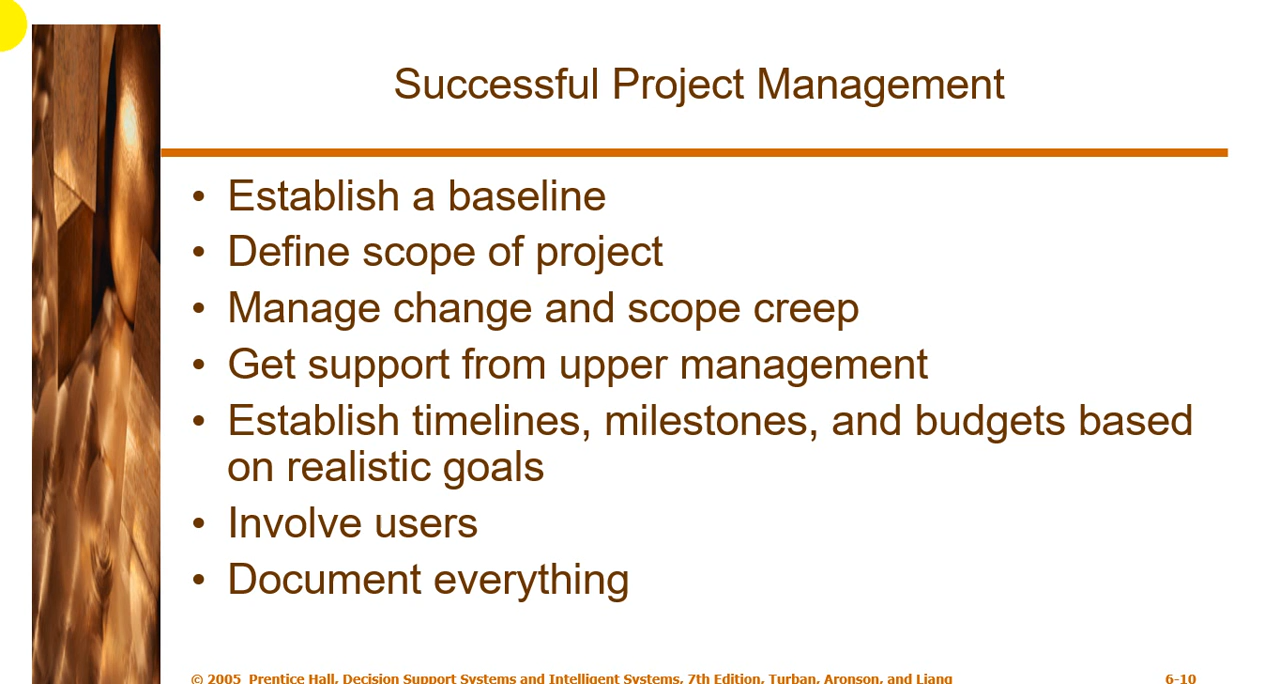 Successful Project Management
• Establish a baseline
• Define scope of project
• Manage change and scope creep
• Get support from upper management
• Establish timelines, milestones, and budgets based
on realistic goals
• Involve users
• Document everything
© 2005 Prentice Hall, Decision Support Systems and Intelligent Systems, 7th Edition, Turban, Aronson, and Liang
6-10